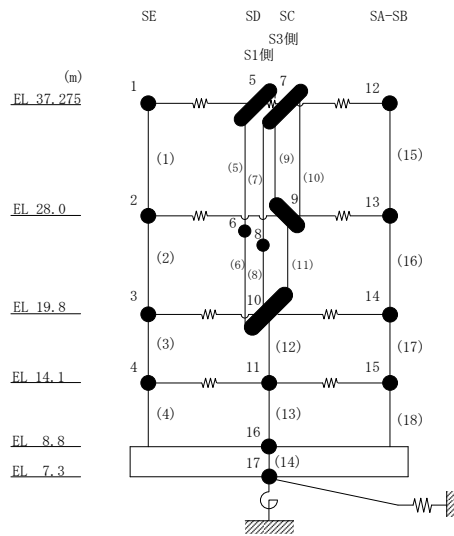 SE SD SC SA-SB
S3側
S1側
(m)
EL 37.275
1 5 7 12
(1) (5) (7) (9) (10) (15)
EL 28.0
2 6 8 9 13
(2) (6) (8) (11) (16)
EL 19.8
3 10 14
(3) (12) (17)
EL 14.1
4 11 15
(4) (13) (18)
EL 8.8
16
(14)
EL 7.3
17